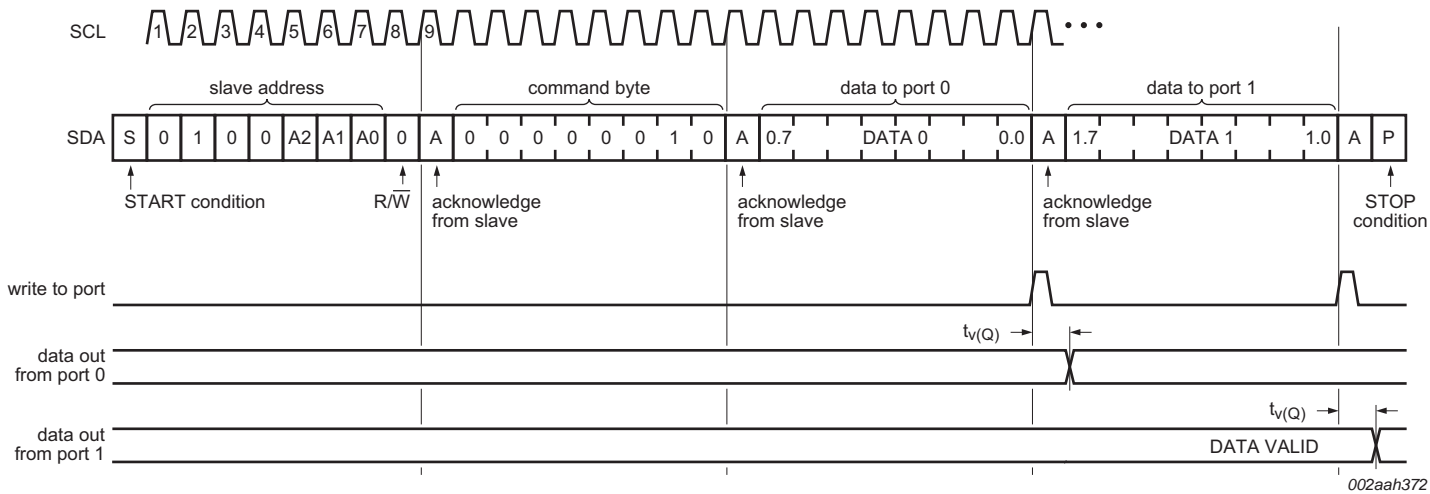 SCL 1 2 3 4 5 6 7 8 9
slave address command byte data to port 0 data to port 1
SDA S 0 1 0 0 A2 A1 A0 0 A 0 0 0 0 0 0 1 0 A 0.7 DATA 0 0.0 A 1.7 DATA 1 1.0 A P
START condition R/W̅ acknowledge acknowledge acknowledge STOP
from slave from slave from slave condition
write to port
tv(Q)
data out
from port 0
tv(Q)
data out
from port 1 DATA VALID
002aah372